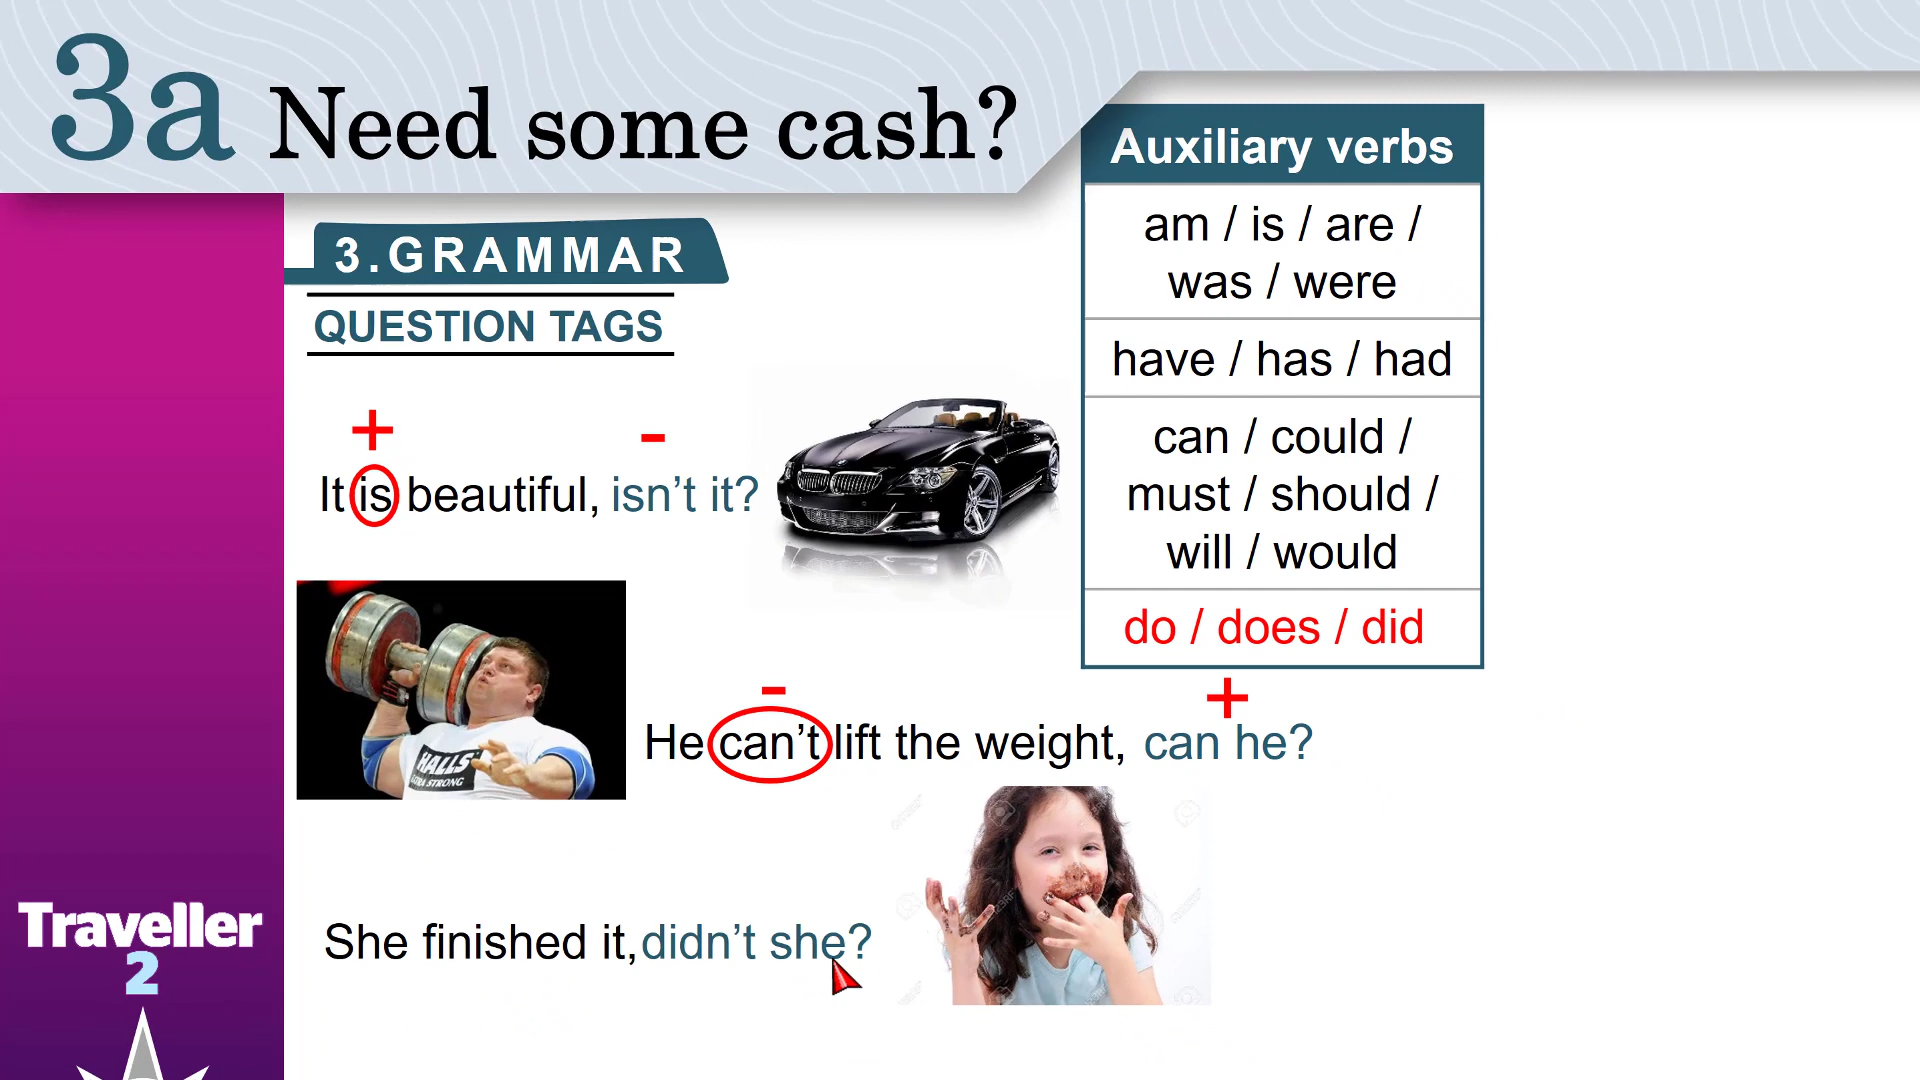 3a Need some cash?
Auxiliary verbs
am / is / are /
was / were
have / has / had
can / could /
must / should /
will / would
do / does / did
3.GRAMMAR
QUESTION TAGS
+ -
It is beautiful, isn’t it?
HALLS
STRONG
- +
He can’t lift the weight, can he?
She finished it, didn’t she?
Traveller
2